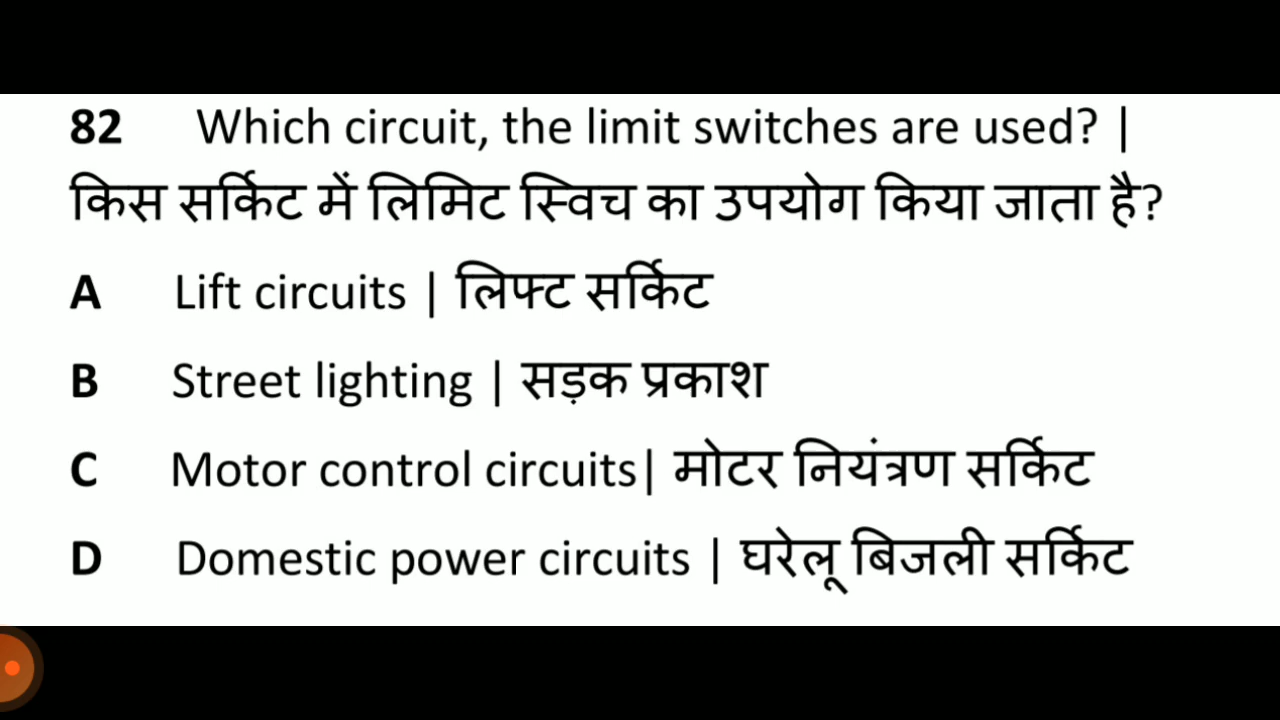 82 Which circuit, the limit switches are used? |
किस सर्किट में लिमिट स्विच का उपयोग किया जाता है?
A Lift circuits | लिफ्ट सर्किट
B Street lighting | सड़क प्रकाश
C Motor control circuits| मोटर नियंत्रण सर्किट
D Domestic power circuits | घरेलू बिजली सर्किट